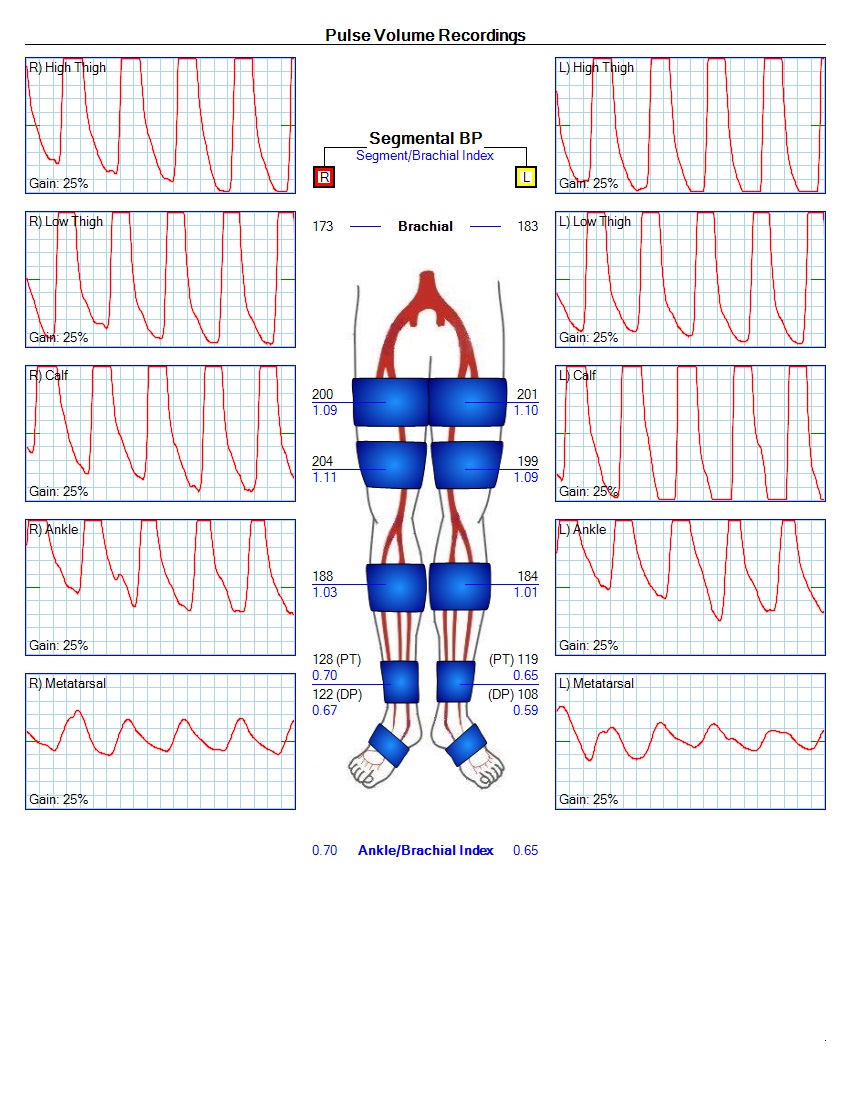 Pulse Volume Recordings
R) High Thigh
Gain: 25%
L) High Thigh
Gain: 25%
Segmental BP
Segment/Brachial Index
R
L
173 Brachial 183
R) Low Thigh
Gain: 25%
L) Low Thigh
Gain: 25%
R) Calf
Gain: 25%
L) Calf
Gain: 25%
200 201
1.09 1.10
204 199
1.11 1.09
R) Ankle
Gain: 25%
L) Ankle
Gain: 25%
188 184
1.03 1.01
128 (PT) (PT) 119
0.70 0.65
122 (DP) (DP) 108
0.67 0.59
R) Metatarsal
Gain: 25%
L) Metatarsal
Gain: 25%
0.70 Ankle/Brachial Index 0.65